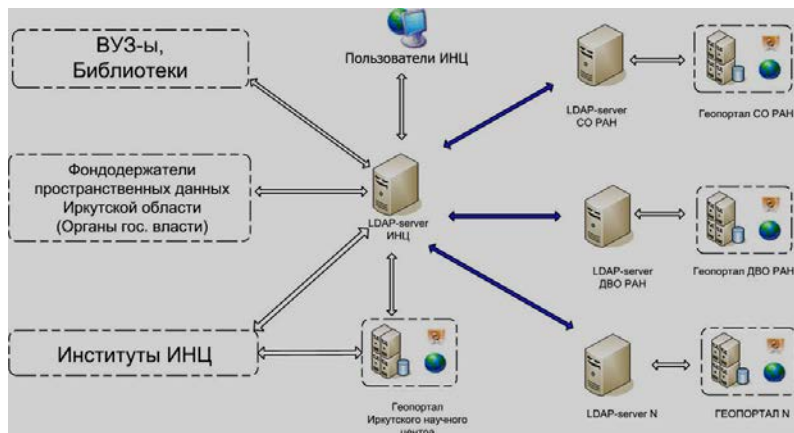 ВУЗ-ы,
Библиотеки
Пользователи ИНЦ
LDAP-server
СО РАН
Геопортал СО РАН
Фондодержатели
пространственных данных
Иркутской области
(Органы гос. власти)
LDAP-server
ИНЦ
LDAP-server
ДВО РАН
Геопортал ДВО РАН
Институты ИНЦ
Геопортал
Иркутского научного
центра
LDAP-server N
ГЕОПОРТАЛ N